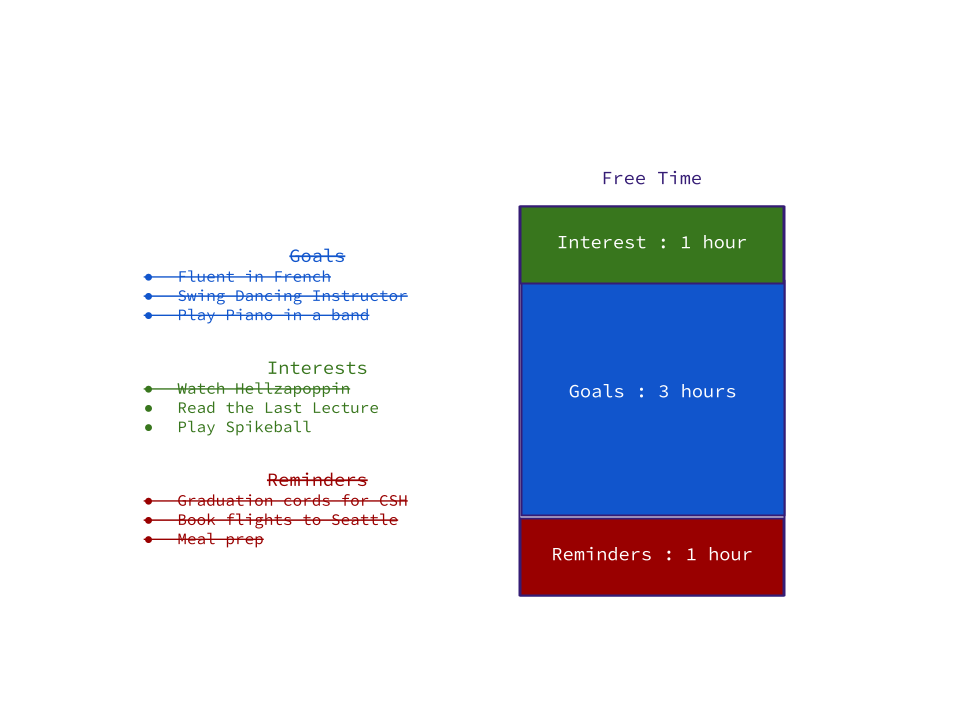 Goals
● Fluent in French
● Swing Dancing Instructor
● Play Piano in a band
Interests
● Watch Hellzapoppin
● Read the Last Lecture
● Play Spikeball
Reminders
● Graduation cords for CSH
● Book flights to Seattle
● Meal prep
Free Time
Interest : 1 hour
Goals : 3 hours
Reminders : 1 hour